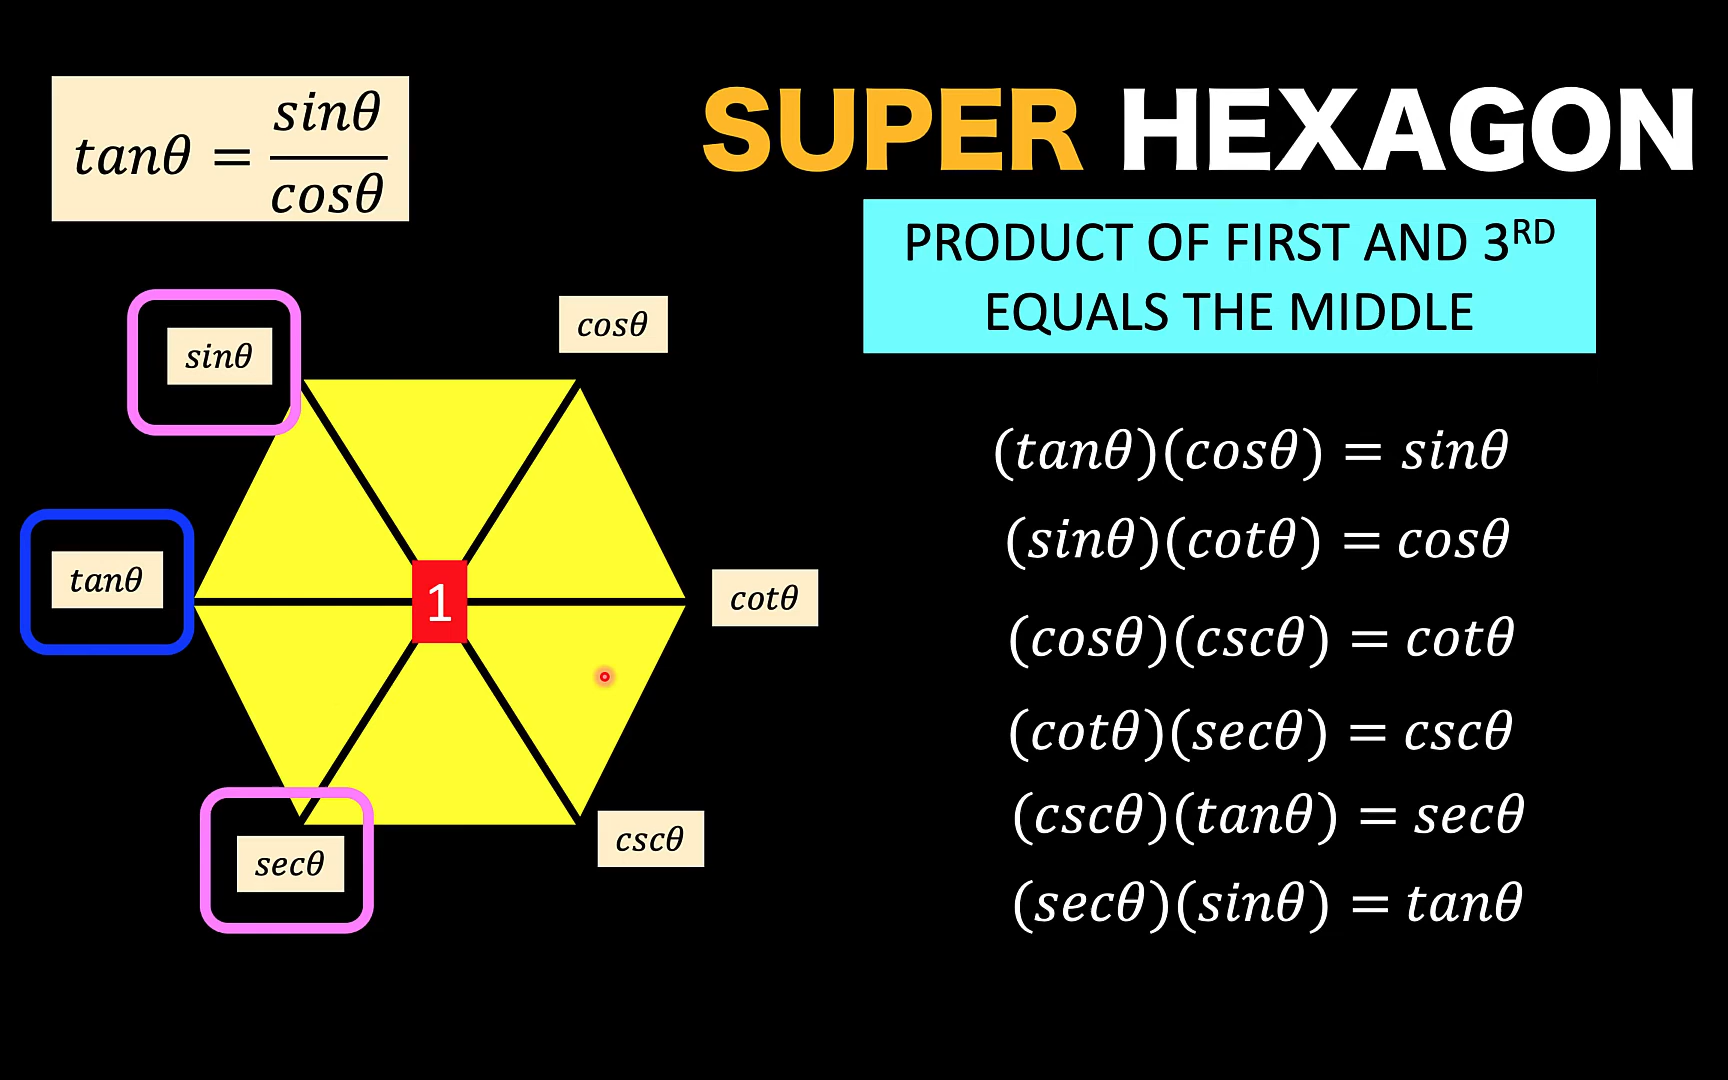 tanθ = sinθ/cosθ
SUPER HEXAGON
PRODUCT OF FIRST AND 3RD
EQUALS THE MIDDLE
sinθ
cosθ
tanθ
1
cotθ
secθ
cscθ
(tanθ)(cosθ) = sinθ
(sinθ)(cotθ) = cosθ
(cosθ)(cscθ) = cotθ
(cotθ)(secθ) = cscθ
(cscθ)(tanθ) = secθ
(secθ)(sinθ) = tanθ